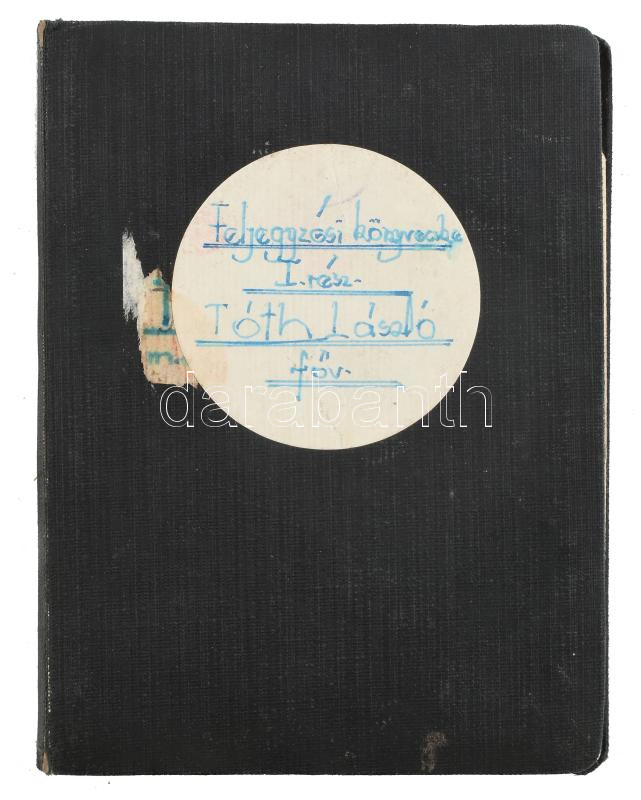 Feljegyzési könyvecske
I. rész.
Tóth László
főv.
darabanth